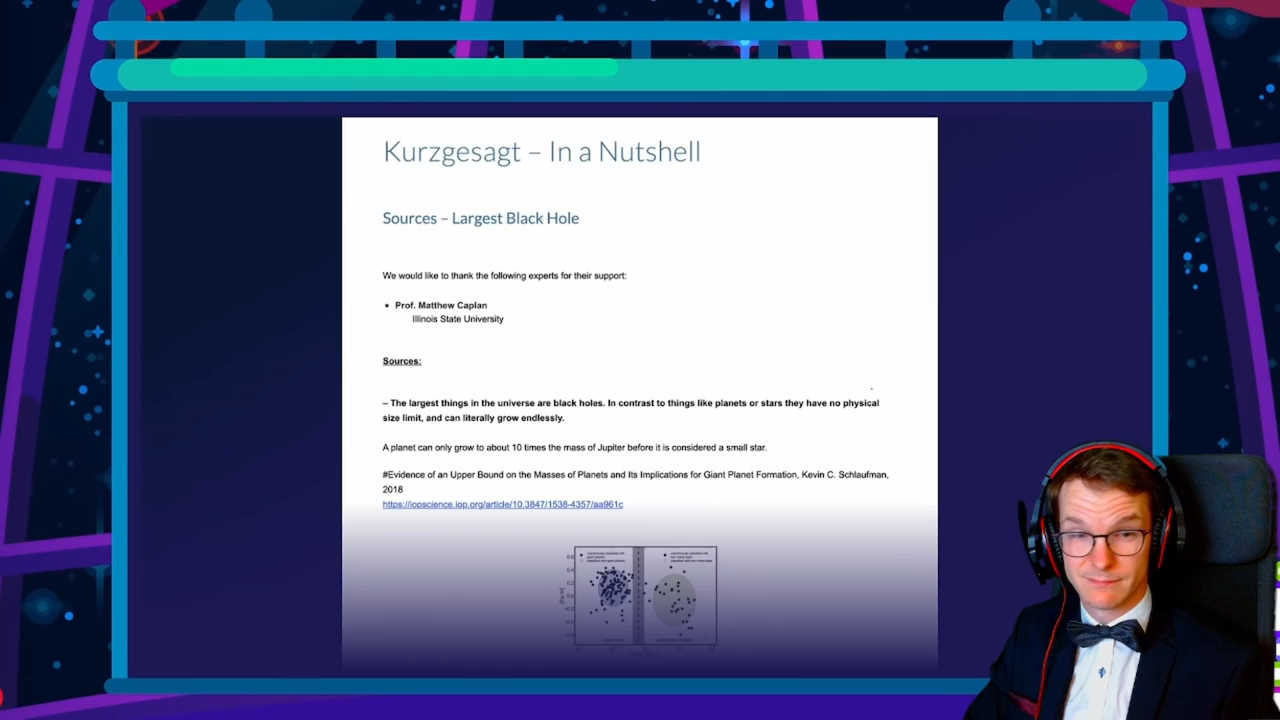 Kurzgesagt – In a Nutshell
Sources – Largest Black Hole
We would like to thank the following experts for their support:
• Prof. Matthew Caplan
Illinois State University
Sources:
– The largest things in the universe are black holes. In contrast to things like planets or stars they have no physical
size limit, and can literally grow endlessly.
A planet can only grow to about 10 times the mass of Jupiter before it is considered a small star.
#Evidence of an Upper Bound on the Masses of Planets and Its Implications for Giant Planet Formation, Kevin C. Schlaufman,
2018
https://iopscience.iop.org/article/10.3847/1538-4357/aa961c